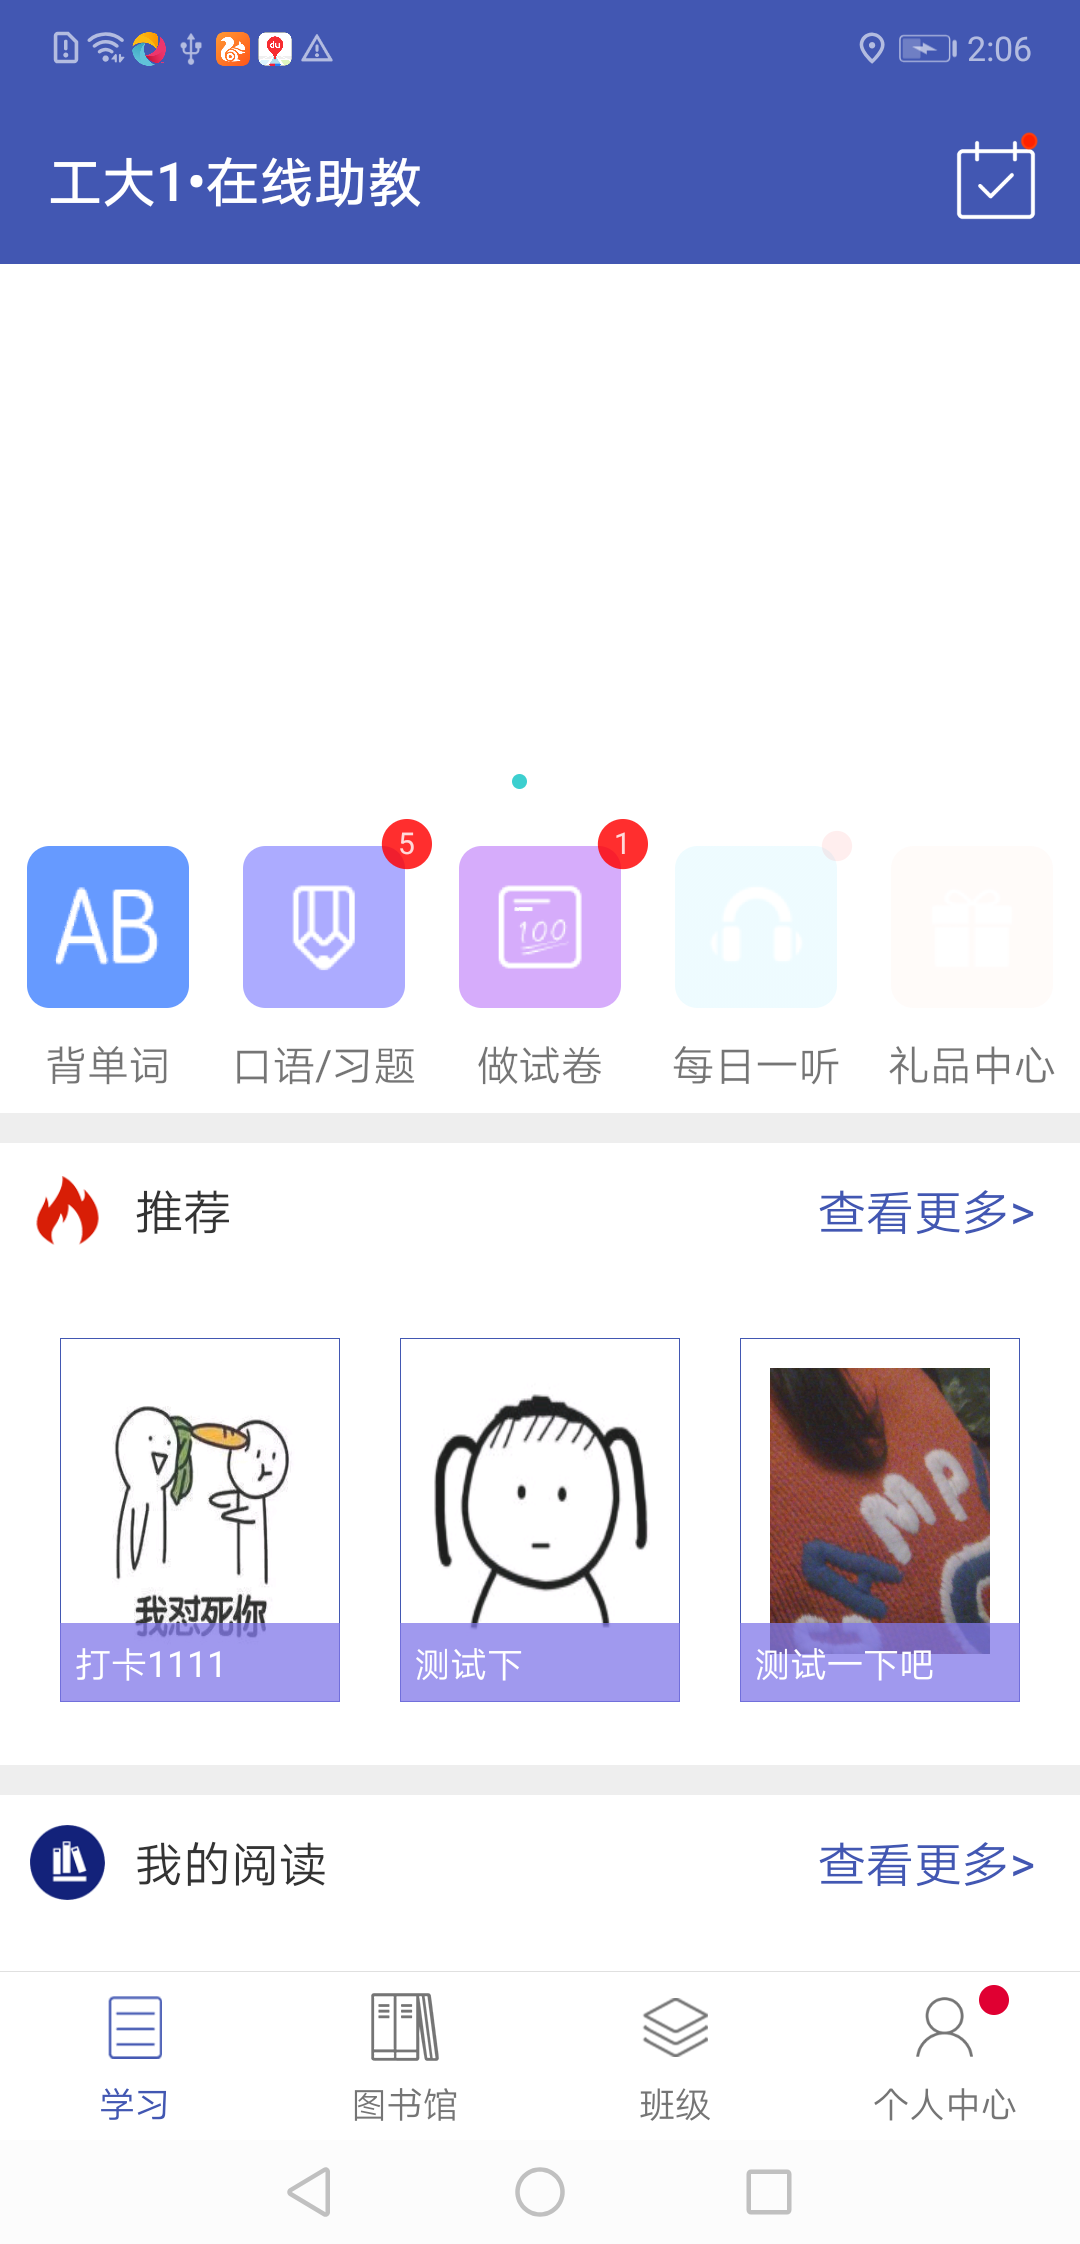 2:06
工大1•在线助教
AB
5
100
1
背单词
口语/习题
做试卷
每日一听
礼品中心
推荐
查看更多>
我怼死你
CAMP
打卡1111
测试下
测试一下吧
我的阅读
查看更多>
学习
图书馆
班级
个人中心